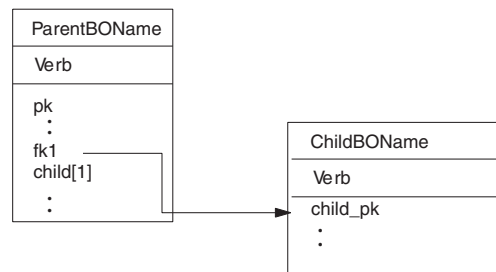 ParentBOName
Verb
pk
:
fk1
child[1]
:
ChildBOName
Verb
child_pk
: